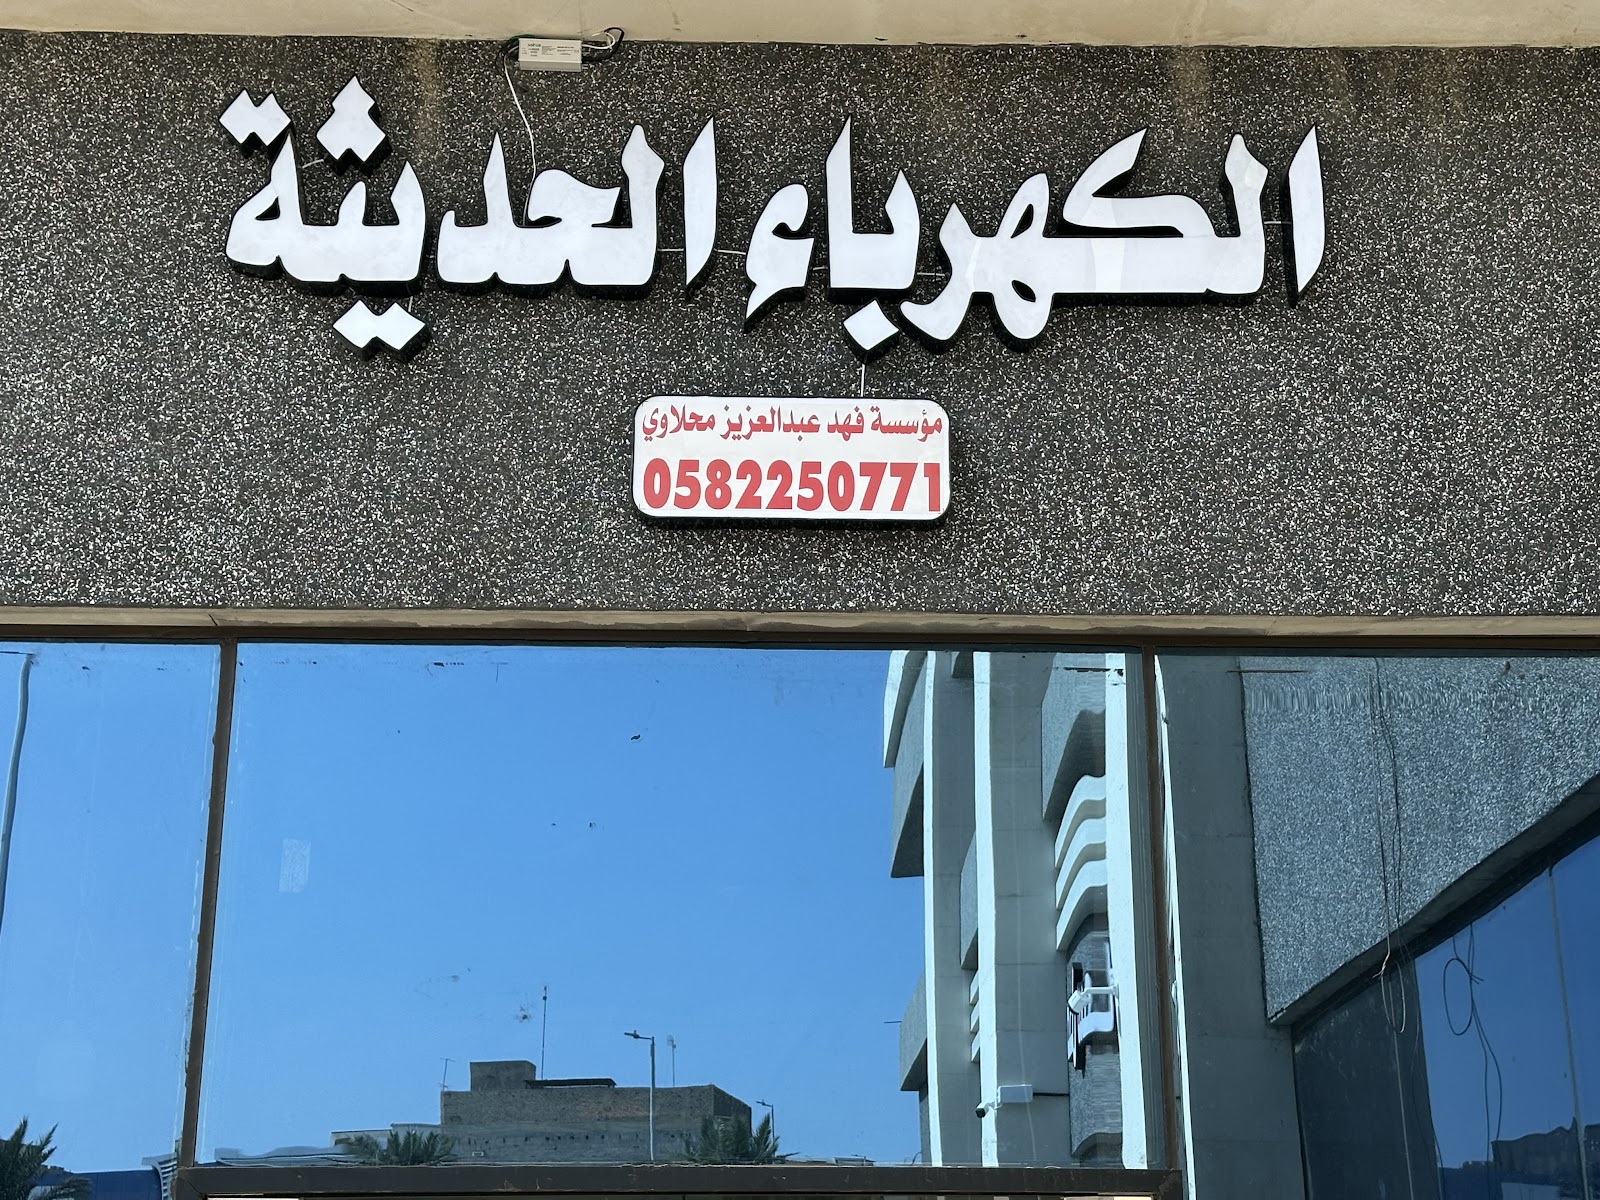 الكهرباء الحديثة
مؤسسة فهد عبدالعزيز محلاوي
0582250771